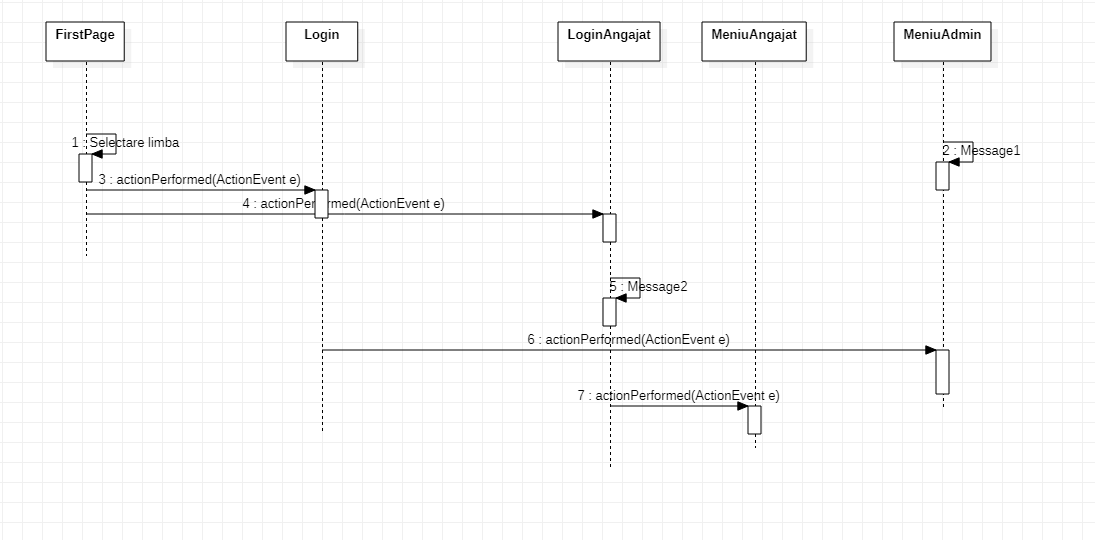 FirstPage
Login
LoginAngajat
MeniuAngajat
MeniuAdmin
1 : Selectare limba
2 : Message1
3 : actionPerformed(ActionEvent e)
4 : actionPerformed(ActionEvent e)
5 : Message2
6 : actionPerformed(ActionEvent e)
7 : actionPerformed(ActionEvent e)